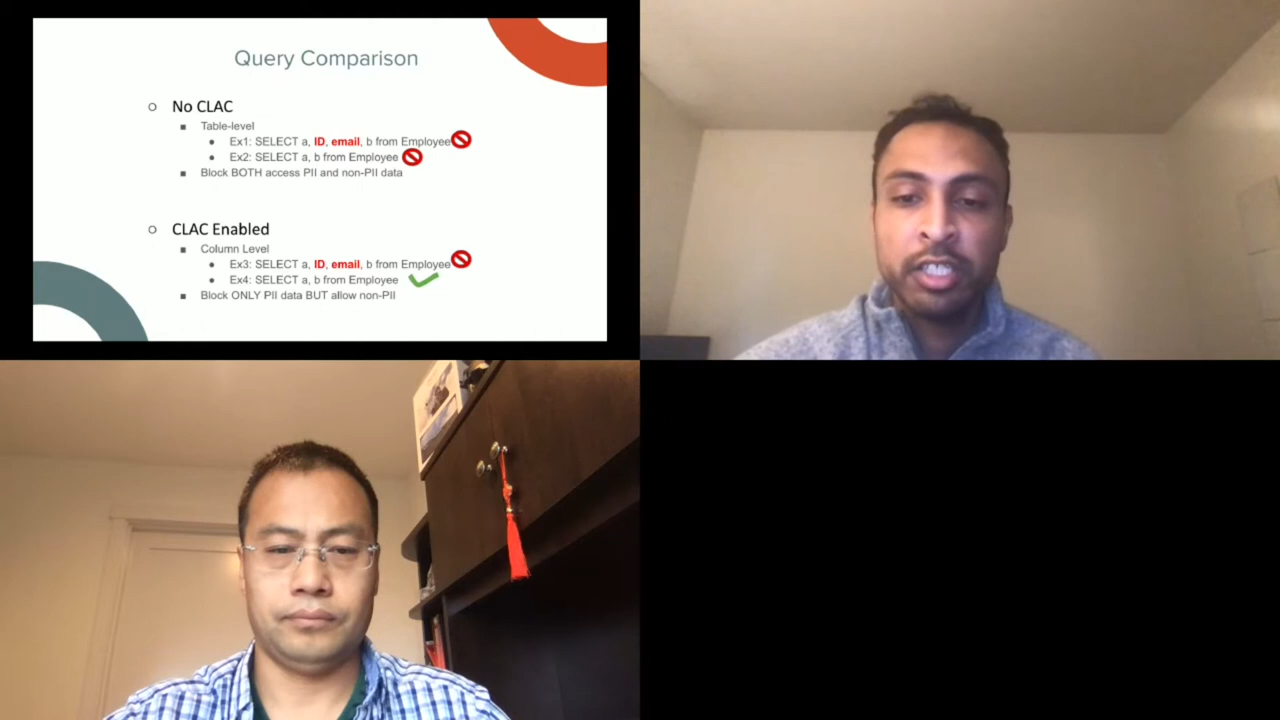 Query Comparison
No CLAC
Table-level
Ex1: SELECT a, ID, email, b from Employee
Ex2: SELECT a, b from Employee
Block BOTH access PII and non-PII data
CLAC Enabled
Column Level
Ex3: SELECT a, ID, email, b from Employee
Ex4: SELECT a, b from Employee
Block ONLY PII data BUT allow non-PII